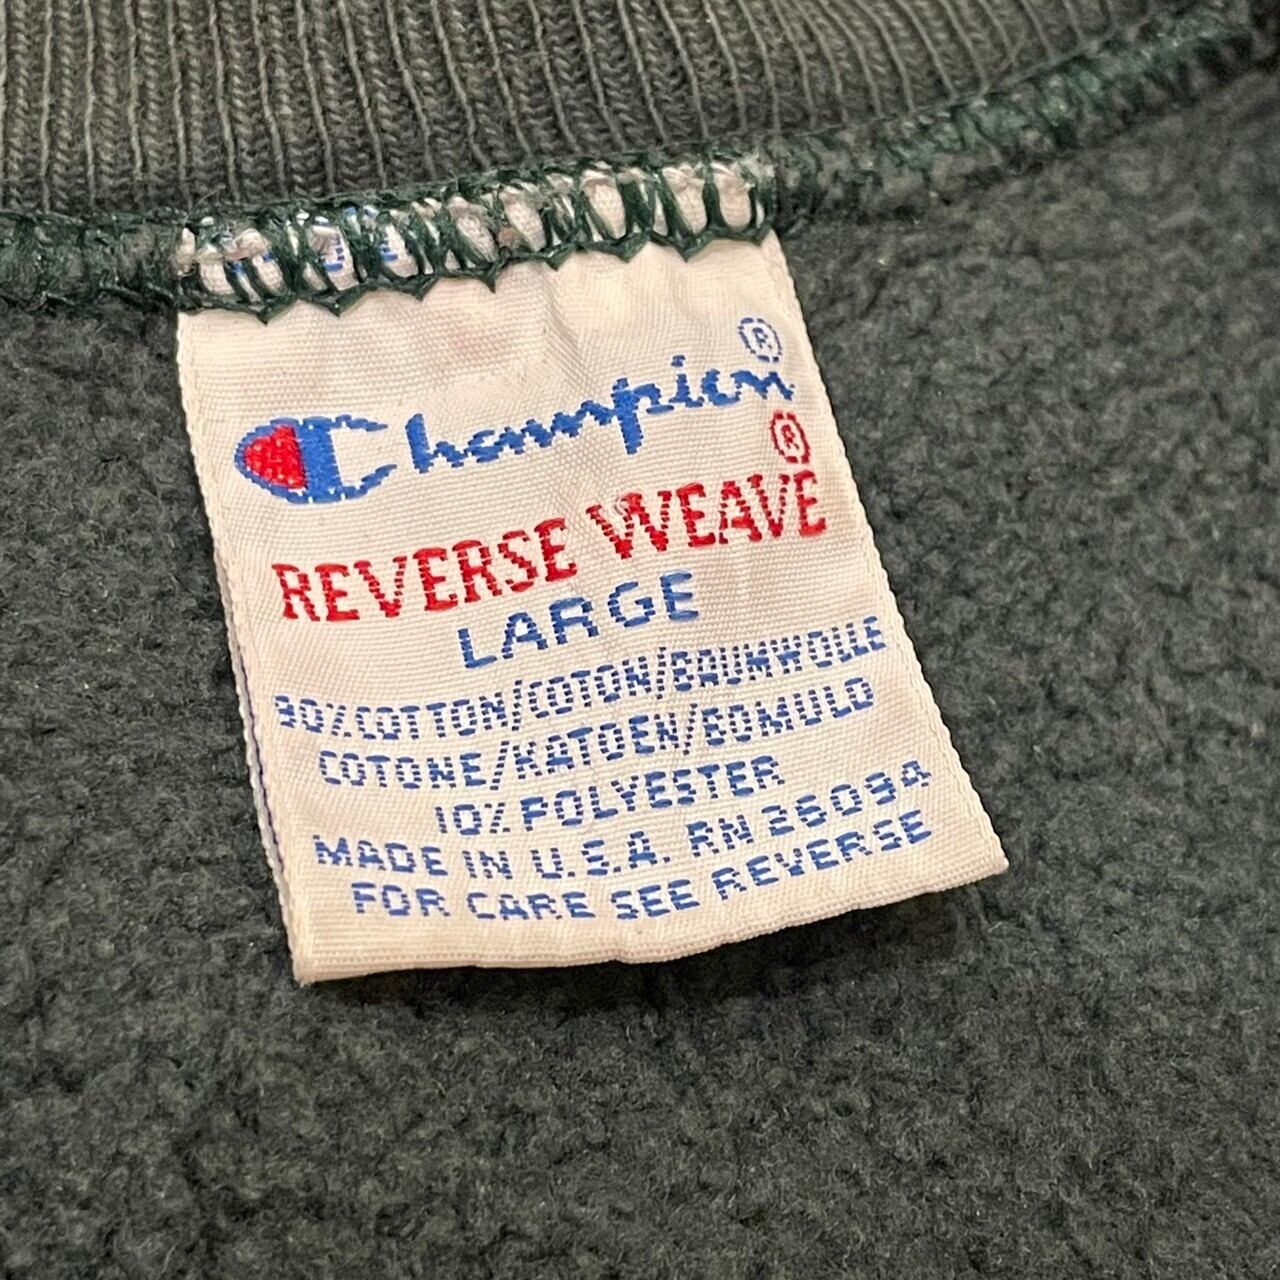 Champion®
REVERSE WEAVE®
LARGE
90% COTTON/COTON/BAUMWOLLE
COTONE/KATOEN/BOMULD
10% POLYESTER
MADE IN U.S.A. RN 26094
FOR CARE SEE REVERSE